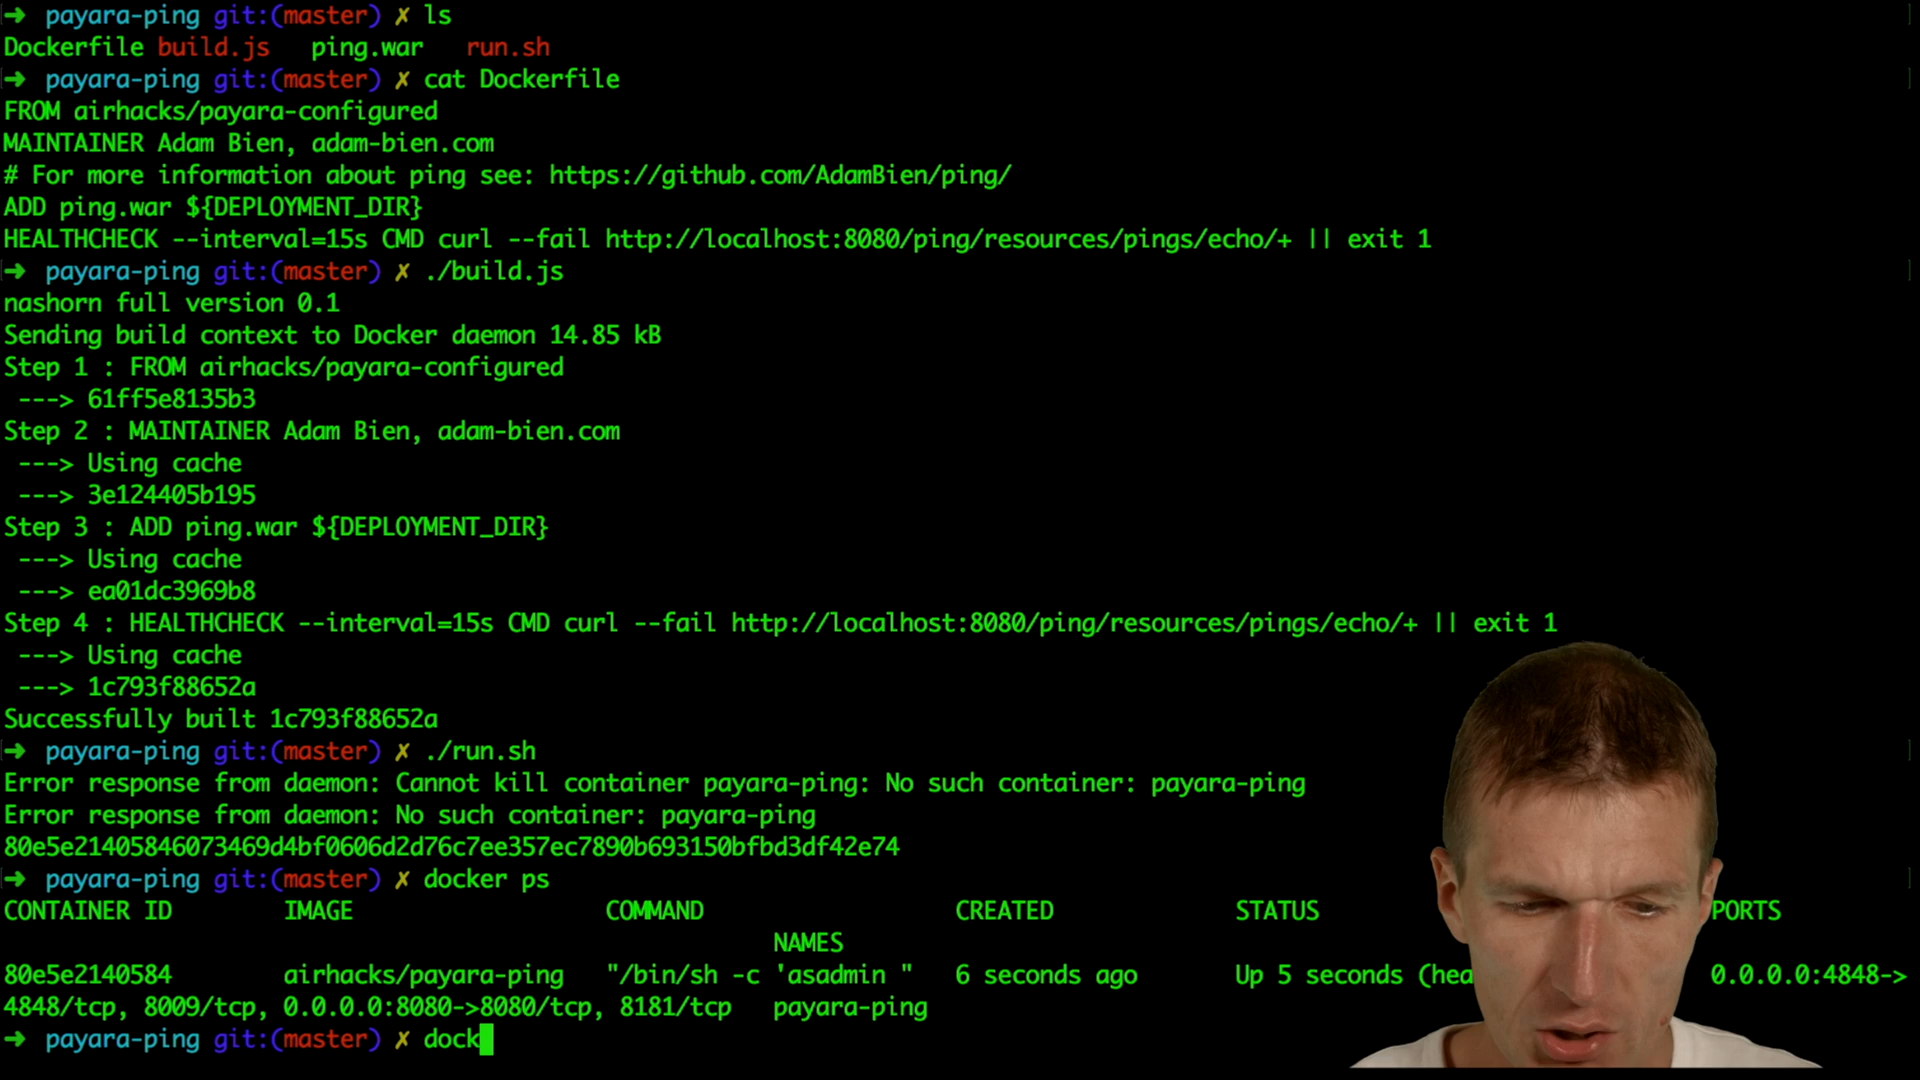 ➜ payara-ping git:(master) ✗ ls
Dockerfile build.js ping.war run.sh
➜ payara-ping git:(master) ✗ cat Dockerfile
FROM airhacks/payara-configured
MAINTAINER Adam Bien, adam-bien.com
# For more information about ping see: https://github.com/AdamBien/ping/
ADD ping.war ${DEPLOYMENT_DIR}
HEALTHCHECK --interval=15s CMD curl --fail http://localhost:8080/ping/resources/pings/echo/+ || exit 1
➜ payara-ping git:(master) ✗ ./build.js
nashorn full version 0.1
Sending build context to Docker daemon 14.85 kB
Step 1 : FROM airhacks/payara-configured
---> 61ff5e8135b3
Step 2 : MAINTAINER Adam Bien, adam-bien.com
---> Using cache
---> 3e124405b195
Step 3 : ADD ping.war ${DEPLOYMENT_DIR}
---> Using cache
---> ea01dc3969b8
Step 4 : HEALTHCHECK --interval=15s CMD curl --fail http://localhost:8080/ping/resources/pings/echo/+ || exit 1
---> Using cache
---> 1c793f88652a
Successfully built 1c793f88652a
➜ payara-ping git:(master) ✗ ./run.sh
Error response from daemon: Cannot kill container payara-ping: No such container: payara-ping
Error response from daemon: No such container: payara-ping
80e5e21405846073469d4bf0606d2d76c7ee357ec7890b693150bfbd3df42e74
➜ payara-ping git:(master) ✗ docker ps
CONTAINER ID IMAGE COMMAND CREATED STATUS PORTS
NAMES
80e5e2140584 airhacks/payara-ping "/bin/sh -c 'asadmin " 6 seconds ago Up 5 seconds (hea 0.0.0.0:4848->
4848/tcp, 8009/tcp, 0.0.0.0:8080->8080/tcp, 8181/tcp payara-ping
➜ payara-ping git:(master) ✗ dock